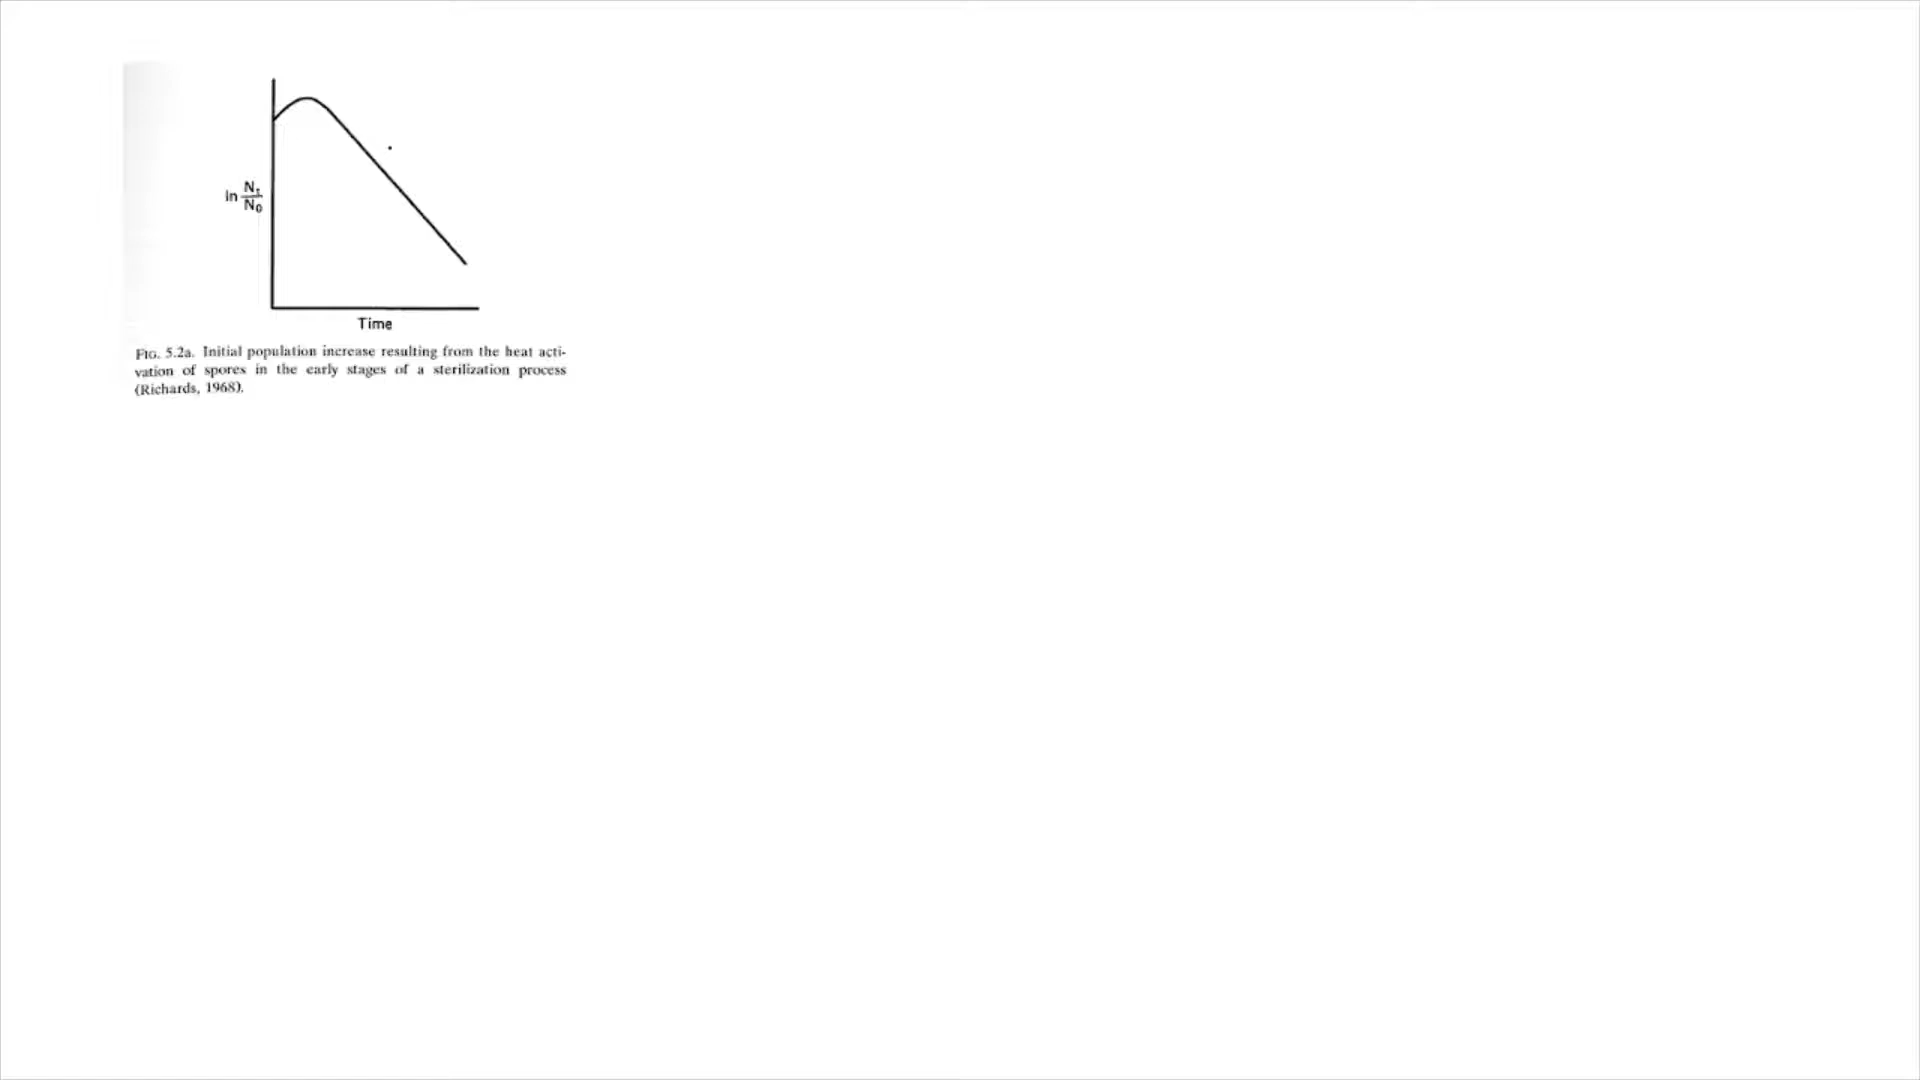 ln N_t/N_0
Time
FIG. 5.2a. Initial population increase resulting from the heat acti-
vation of spores in the early stages of a sterilization process
(Richards, 1968).